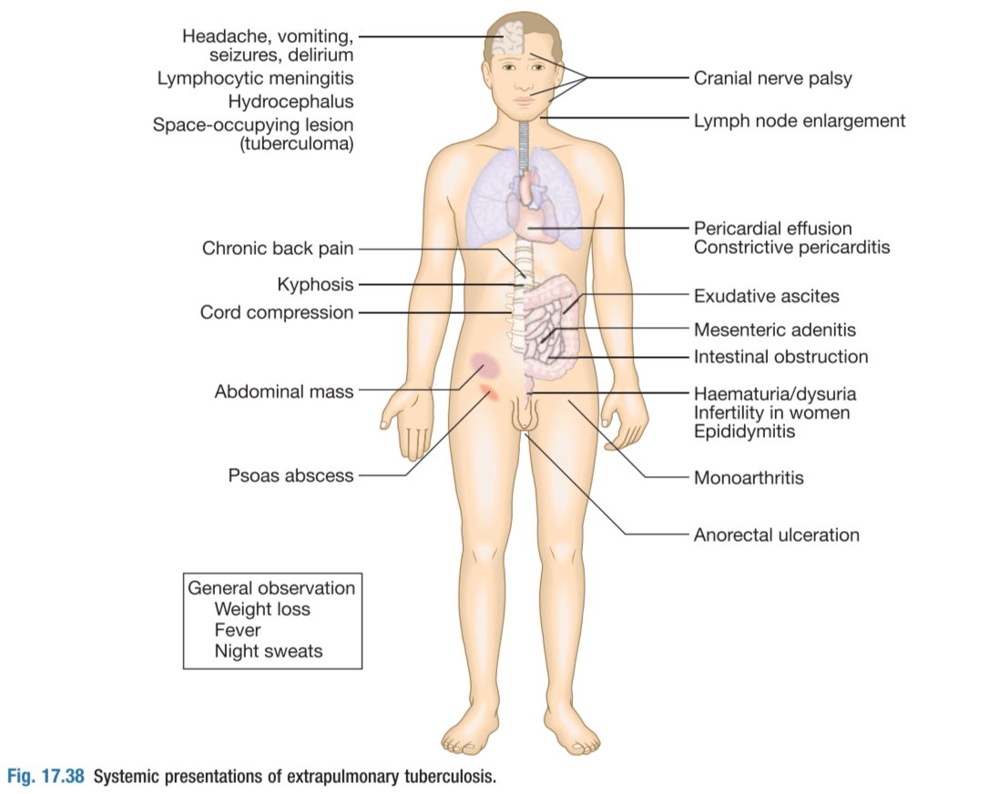 Headache, vomiting,
seizures, delirium
Lymphocytic meningitis
Hydrocephalus
Space-occupying lesion
(tuberculoma)
Cranial nerve palsy
Lymph node enlargement
Pericardial effusion
Constrictive pericarditis
Chronic back pain
Kyphosis
Cord compression
Exudative ascites
Mesenteric adenitis
Intestinal obstruction
Abdominal mass
Haematuria/dysuria
Infertility in women
Epididymitis
Psoas abscess
Monoarthritis
Anorectal ulceration
General observation
Weight loss
Fever
Night sweats
Fig. 17.38 Systemic presentations of extrapulmonary tuberculosis.